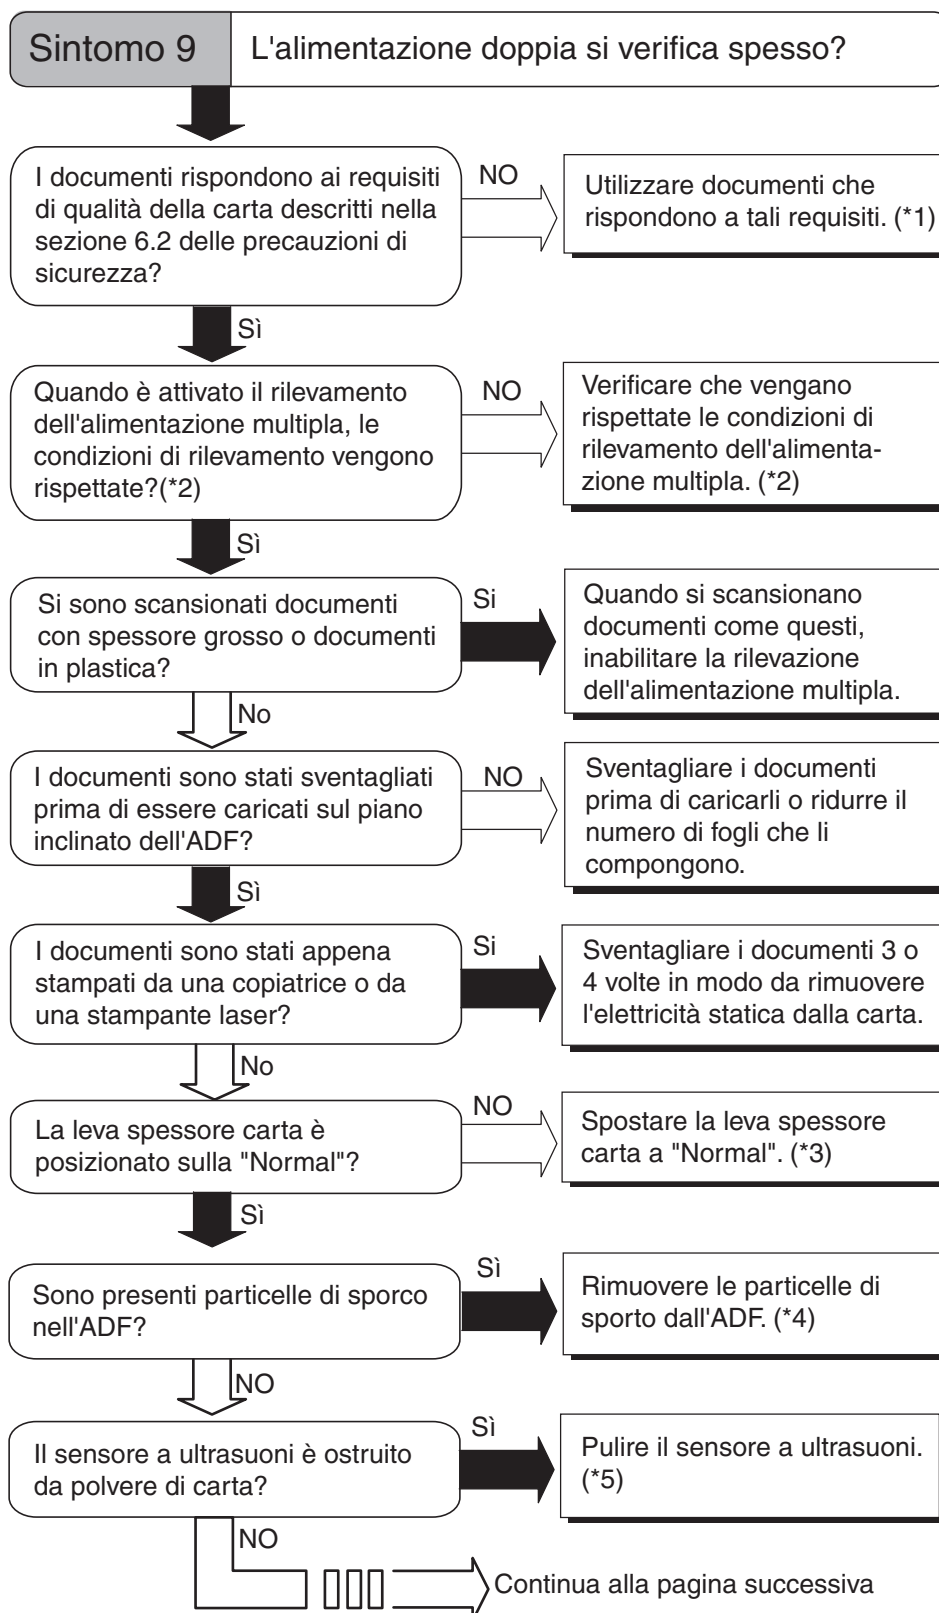 Sintomo 9
L'alimentazione doppia si verifica spesso?
I documenti rispondono ai requisiti
di qualità della carta descritti nella
sezione 6.2 delle precauzioni di
sicurezza?
NO
Utilizzare documenti che
rispondono a tali requisiti. (*1)
Sì
Quando è attivato il rilevamento
dell'alimentazione multipla, le
condizioni di rilevamento vengono
rispettate?(*2)
NO
Verificare che vengano
rispettate le condizioni di
rilevamento dell'alimenta-
zione multipla. (*2)
Sì
Si sono scansionati documenti
con spessore grosso o documenti
in plastica?
Si
Quando si scansionano
documenti come questi,
inabilitare la rilevazione
dell'alimentazione multipla.
No
I documenti sono stati sventagliati
prima di essere caricati sul piano
inclinato dell'ADF?
NO
Sventagliare i documenti
prima di caricarli o ridurre il
numero di fogli che li
compongono.
Sì
I documenti sono stati appena
stampati da una copiatrice o da
una stampante laser?
Si
Sventagliare i documenti 3 o
4 volte in modo da rimuovere
l'elettricità statica dalla carta.
No
La leva spessore carta è
posizionato sulla "Normal"?
NO
Spostare la leva spessore
carta a "Normal". (*3)
Sì
Sono presenti particelle di sporco
nell'ADF?
Sì
Rimuovere le particelle di
sporto dall'ADF. (*4)
NO
Il sensore a ultrasuoni è ostruito
da polvere di carta?
Sì
Pulire il sensore a ultrasuoni.
(*5)
NO
Continua alla pagina successiva